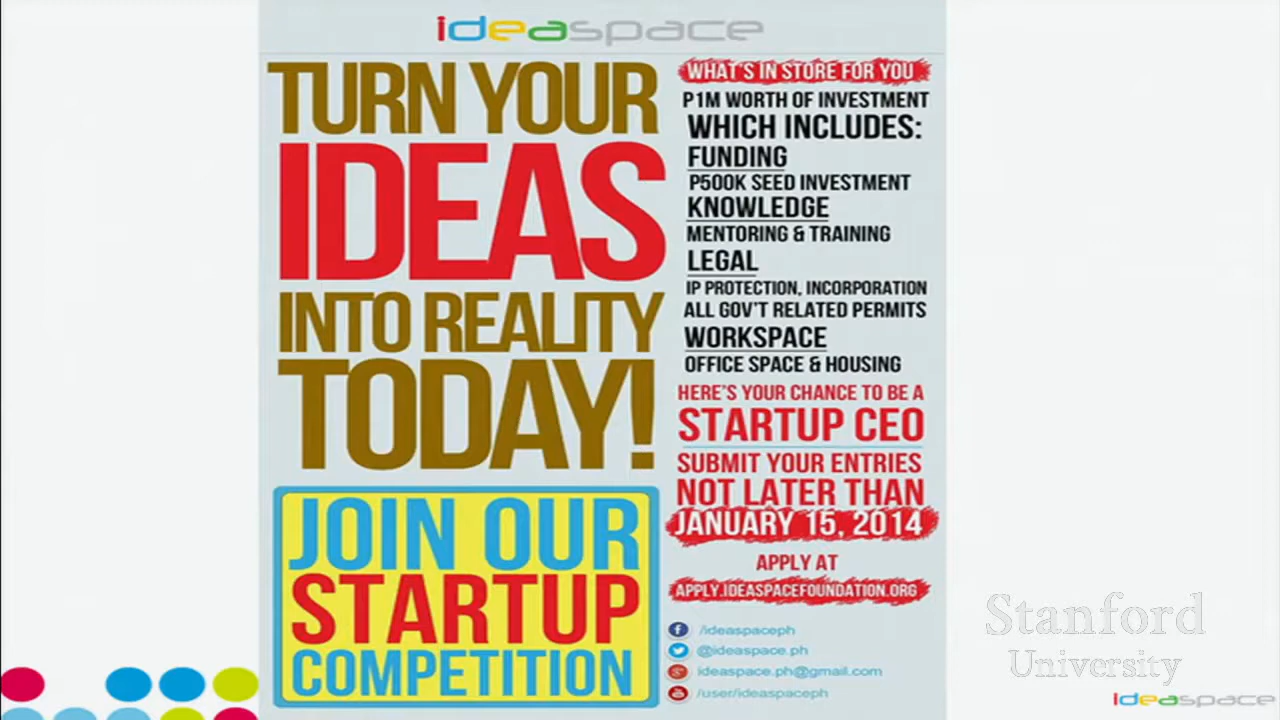 ideaspace
TURN YOUR
IDEAS
INTO REALITY
TODAY!
JOIN OUR
STARTUP
COMPETITION
WHAT'S IN STORE FOR YOU
P1M WORTH OF INVESTMENT
WHICH INCLUDES:
FUNDING
P500K SEED INVESTMENT
KNOWLEDGE
MENTORING & TRAINING
LEGAL
IP PROTECTION, INCORPORATION
ALL GOV'T RELATED PERMITS
WORKSPACE
OFFICE SPACE & HOUSING
HERE'S YOUR CHANCE TO BE A
STARTUP CEO
SUBMIT YOUR ENTRIES
NOT LATER THAN
JANUARY 15, 2014
APPLY AT
APPLY.IDEASPACEFOUNDATION.ORG
/ideaspaceph
@ideaspace.ph
ideaspace.ph@gmail.com
/user/ideaspaceph
Stanford
University
ideaspace